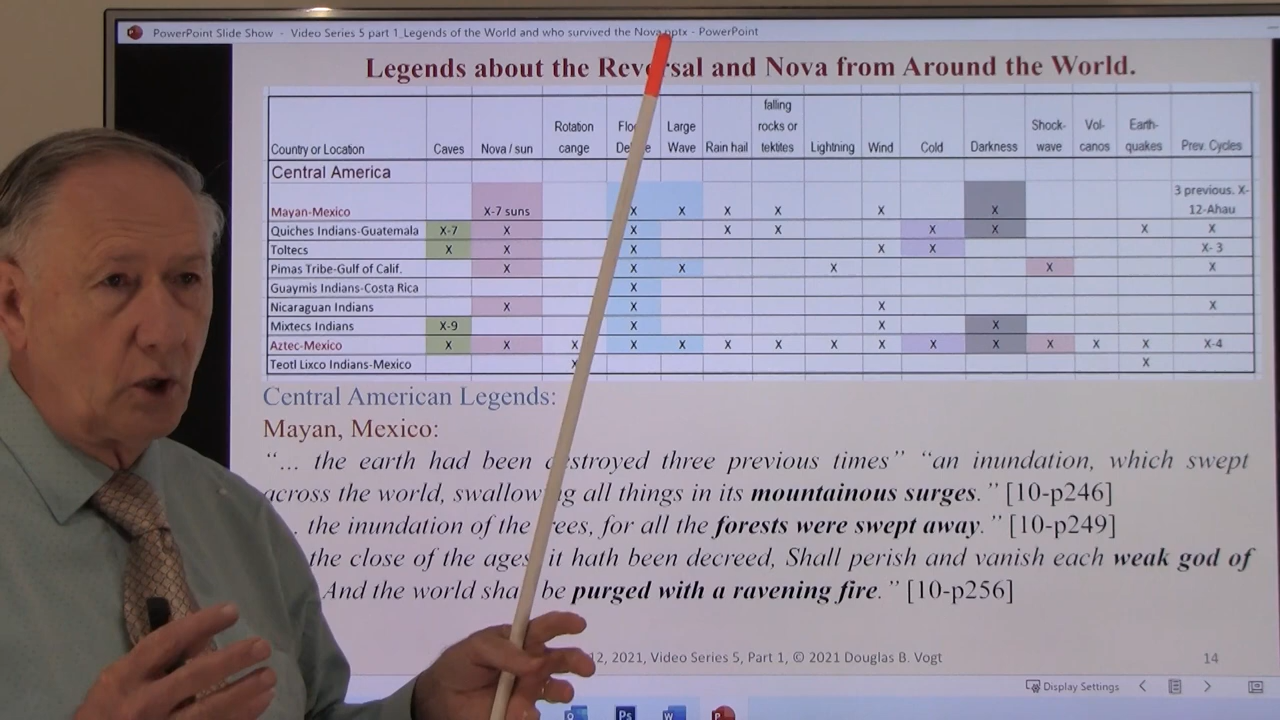 PowerPoint Slide Show - Video Series 5 part 1_Legends of the World and who survived the Nova.pptx - PowerPoint
Legends about the Reversal and Nova from Around the World.
Country or Location Caves Nova / sun Rotation cange Large Wave Rain hail falling rocks or tektites Lightning Wind Cold Darkness Shock-wave Vol-canos Earth-quakes Prev. Cycles
Central America
Mayan-Mexico X-7 suns X X X X X X 3 previous. X-12-Ahau
Quiches Indians-Guatemala X-7 X X X X X X X X
Toltecs X X X X X X- 3
Pimas Tribe-Gulf of Calif. X X X X X X
Guaymis Indians-Costa Rica X
Nicaraguan Indians X X X X
Mixtecs Indians X-9 X X X
Aztec-Mexico X X X X X X X X X X X X X X X-4
Teotl Lixco Indians-Mexico X X
Central American Legends:
Mayan, Mexico:
“... the earth had been destroyed three previous times” “an inundation, which swept
across the world, swallowing all things in its mountainous surges.” [10-p246]
. the inundation of the trees, for all the forests were swept away.” [10-p249]
the close of the ages, it hath been decreed, Shall perish and vanish each weak god of
And the world shall be purged with a ravening fire.” [10-p256]
12, 2021, Video Series 5, Part 1, © 2021 Douglas B. Vogt 14
Display Settings